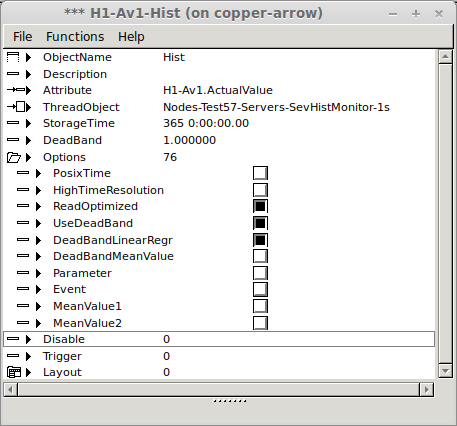 *** H1-Av1-Hist (on copper-arrow)
File Functions Help
ObjectName Hist
Description
Attribute H1-Av1.ActualValue
ThreadObject Nodes-Test57-Servers-SevHistMonitor-1s
StorageTime 365 0:00:00.00
DeadBand 1.000000
Options 76
PosixTime
HighTimeResolution
ReadOptimized
UseDeadBand
DeadBandLinearRegr
DeadBandMeanValue
Parameter
Event
MeanValue1
MeanValue2
Disable 0
Trigger 0
Layout 0